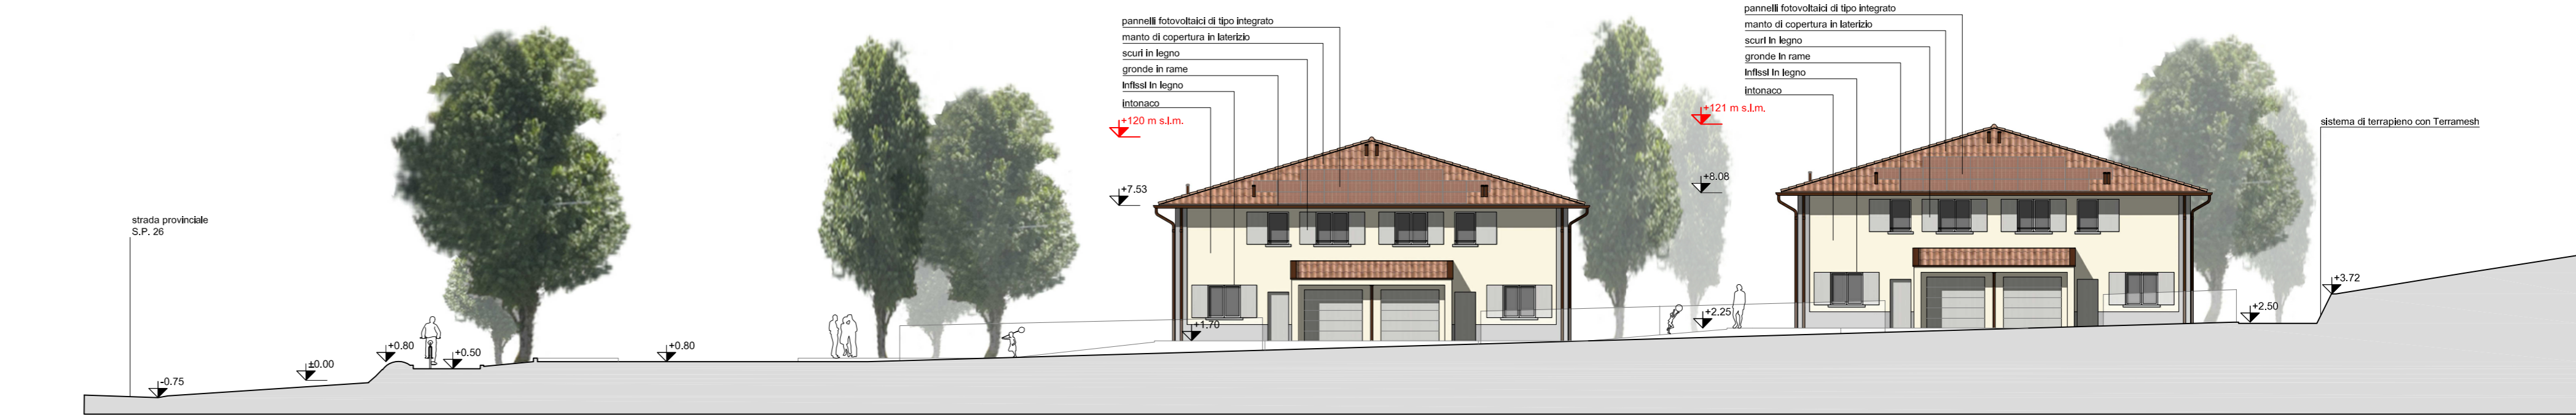 pannelli fotovoltaici di tipo integrato
manto di copertura in laterizio
scuri in legno
gronde in rame
infissi in legno
intonaco
+120 m s.l.m.
+7.53
pannelli fotovoltaici di tipo integrato
manto di copertura in laterizio
scuri in legno
gronde in rame
infissi in legno
intonaco
+121 m s.l.m.
+8.08
sistema di terrapieno con Terramesh
strada provinciale
S.P. 26
-0.75
±0.00
+0.80
+0.50
+0.80
+1.70
+2.25
+2.50
+3.72